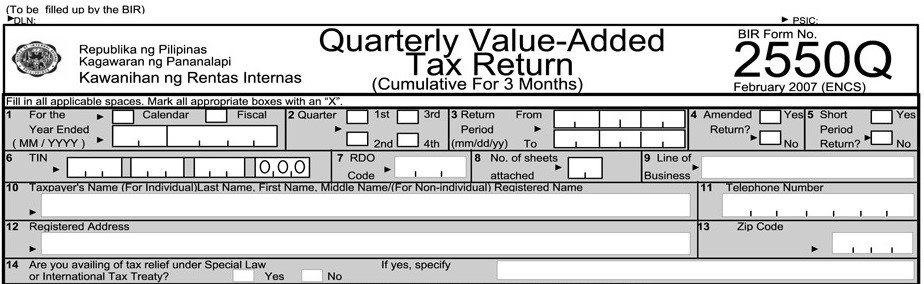 (To be filled up by the BIR)
DLN: PSIC:
Republika ng Pilipinas
Kagawaran ng Pananalapi
Kawanihan ng Rentas Internas
Quarterly Value-Added
Tax Return
(Cumulative For 3 Months)
BIR Form No.
2550Q
February 2007 (ENCS)
Fill in all applicable spaces. Mark all appropriate boxes with an “X”.
1 For the Calendar Fiscal 2 Quarter 1st 3rd 3 Return From 4 Amended Yes 5 Short Yes
Year Ended Period Return? Period
( MM / YYYY ) 2nd 4th (mm/dd/yy) To No Return? No
6 TIN 000 7 RDO 8 No. of sheets 9 Line of
Code attached Business
10 Taxpayer's Name (For Individual)Last Name, First Name, Middle Name/(For Non-individual) Registered Name 11 Telephone Number
12 Registered Address 13 Zip Code
14 Are you availing of tax relief under Special Law If yes, specify
or International Tax Treaty? Yes No